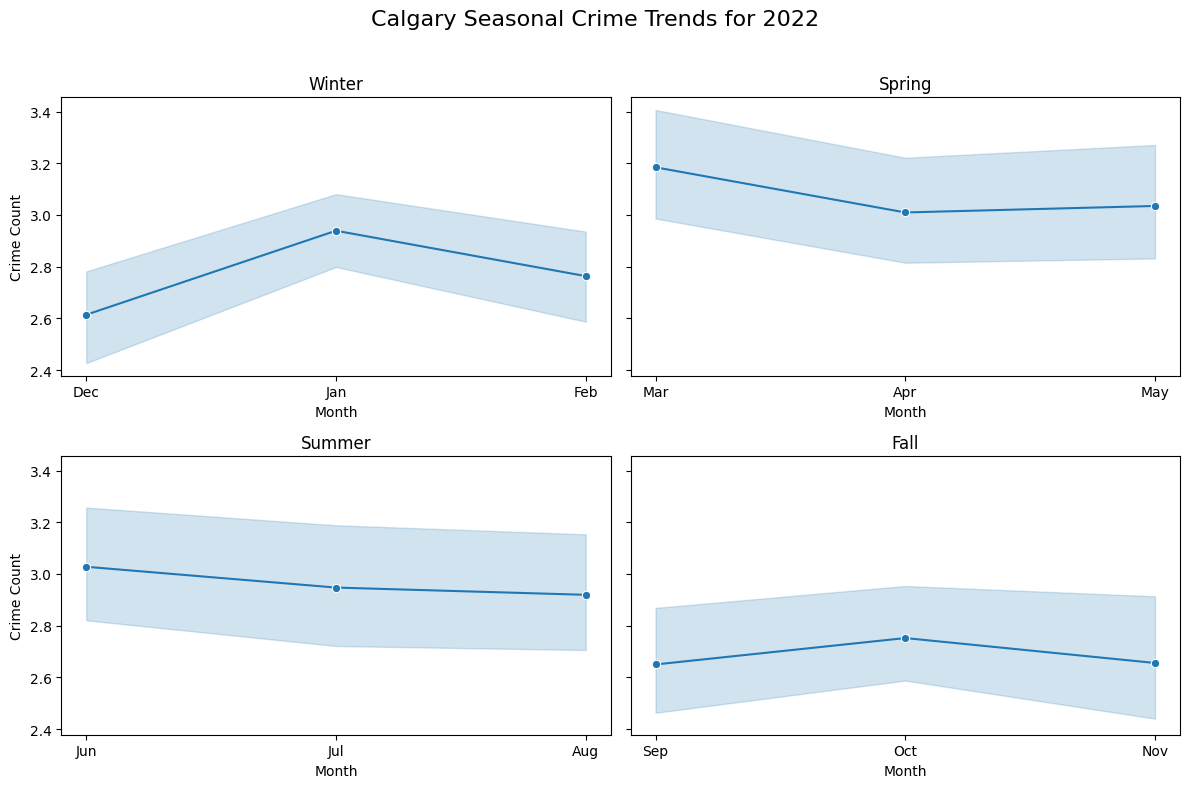 Calgary Seasonal Crime Trends for 2022
Winter
Spring
3.4
3.2
3.0
2.8
2.6
2.4
Crime Count
Dec Jan Feb
Month
Mar Apr May
Month
Summer
Fall
3.4
3.2
3.0
2.8
2.6
2.4
Crime Count
Jun Jul Aug
Month
Sep Oct Nov
Month